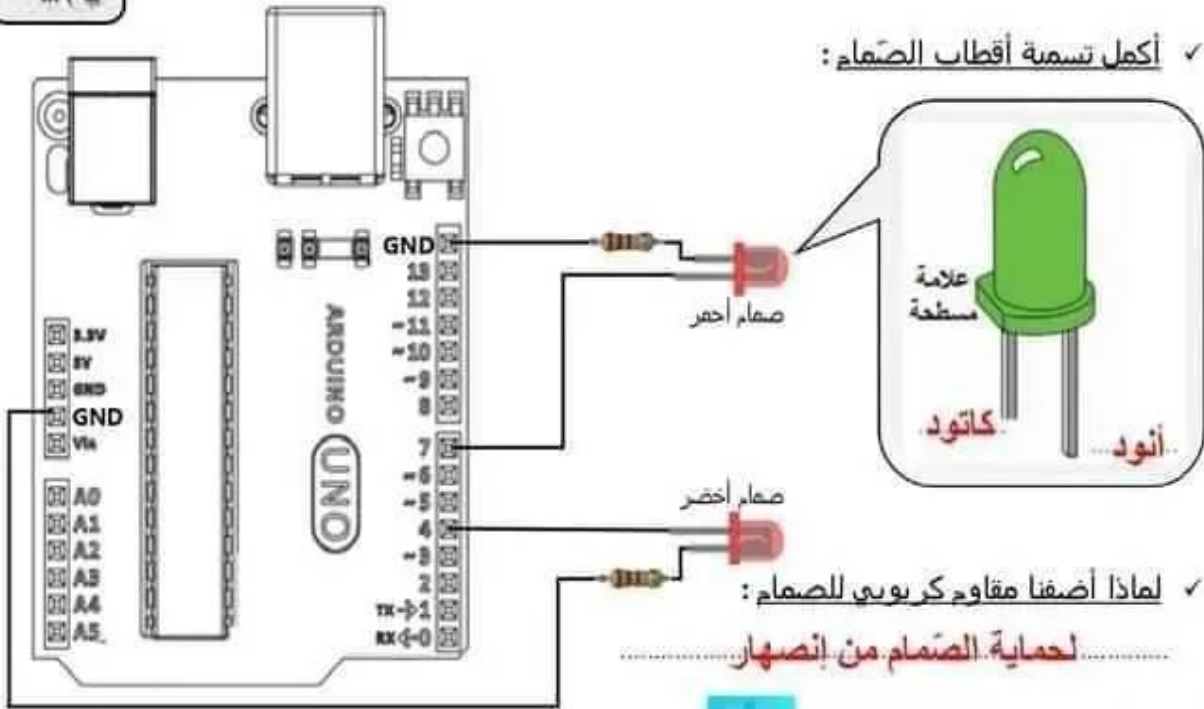 ✓ أكمل تسمية أقطاب الصّمام :
علامة
مسطحة
كاتود
أنود
صمام أحمر
صمام أخضر
✓ لماذا أضفنا مقاوم كربوبي للصمام :
لحماية الصّمام من إنصهار
GND
13
12
~11
~10
~9
8
7
~6
~5
4
~3
2
TX→1
RX←0
ARDUINO
UNO
3.3V
5V
GND
GND
Vin
A0
A1
A2
A3
A4
A5